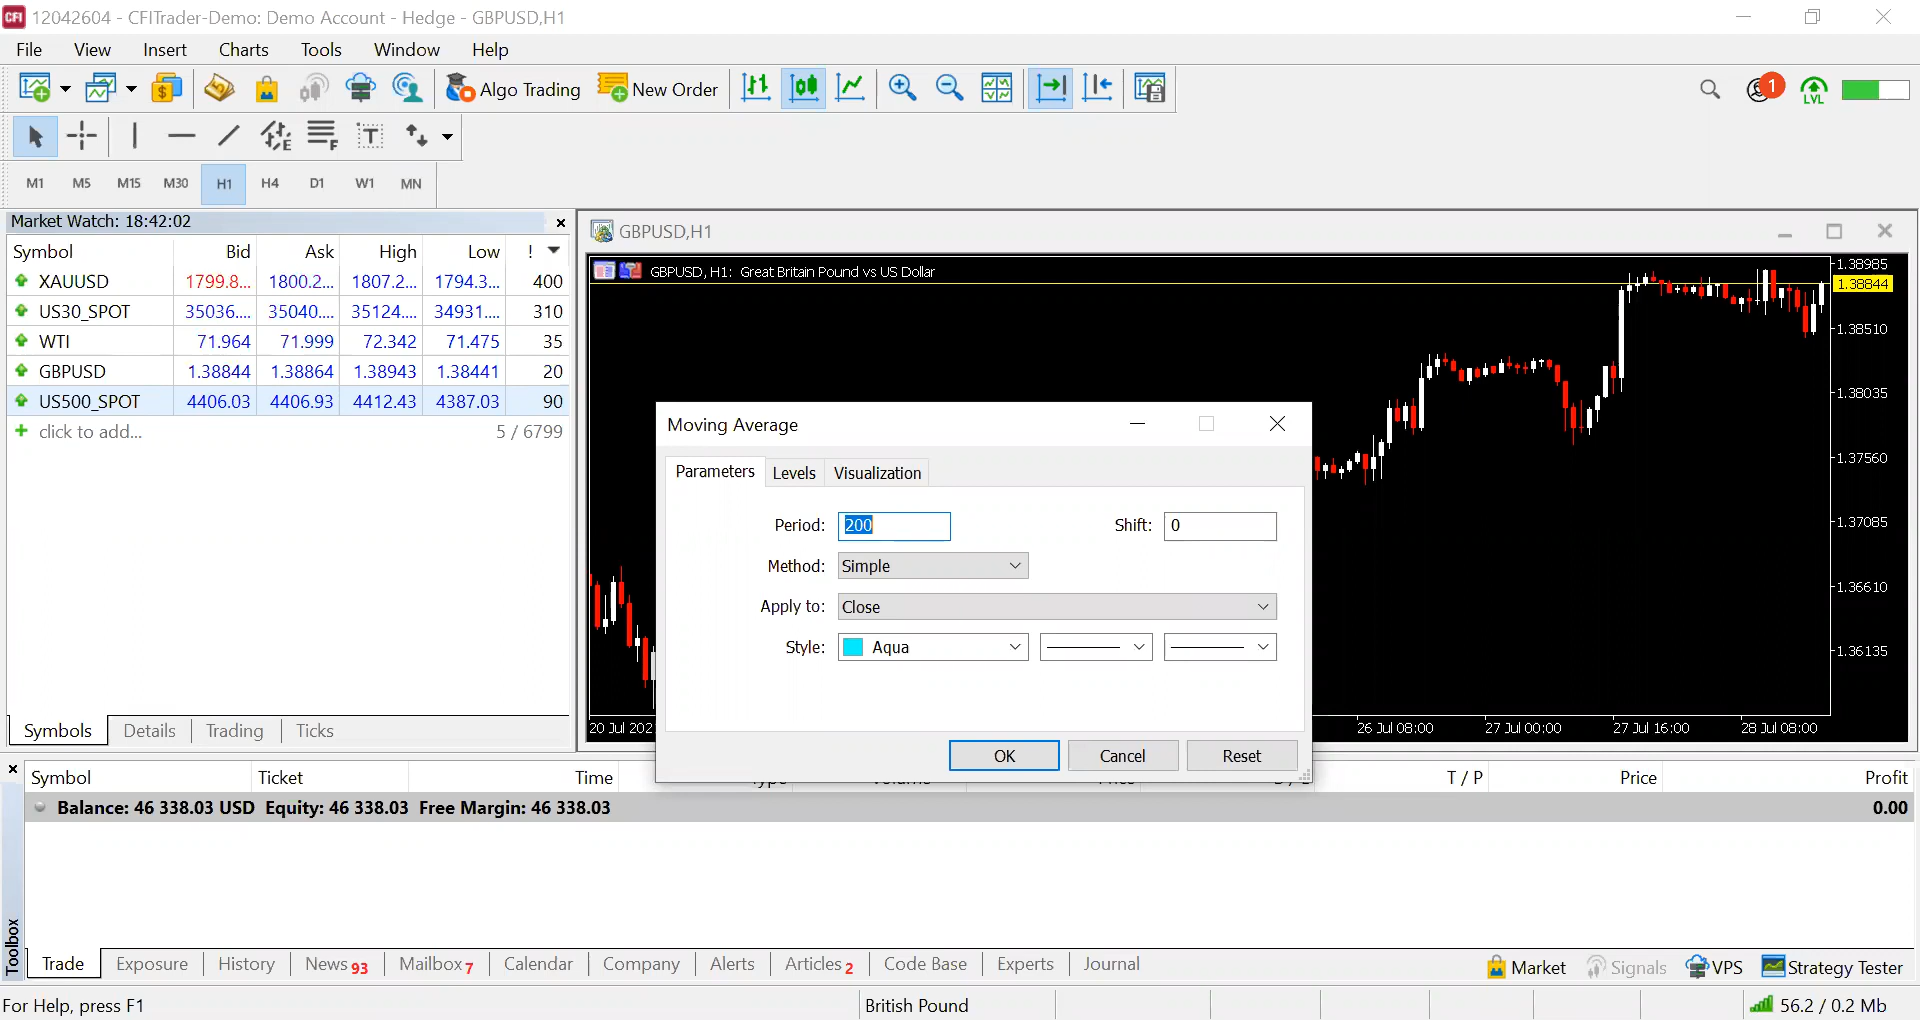 CFI 12042604 - CFITrader-Demo: Demo Account - Hedge - GBPUSD,H1
File View Insert Charts Tools Window Help
Algo Trading New Order 1 LVL
E F T
M1 M5 M15 M30 H1 H4 D1 W1 MN
Market Watch: 18:42:02
Symbol Bid Ask High Low !
XAUUSD 1799.8... 1800.2... 1807.2... 1794.3... 400
US30_SPOT 35036.... 35040.... 35124.... 34931.... 310
WTI 71.964 71.999 72.342 71.475 35
GBPUSD 1.38844 1.38864 1.38943 1.38441 20
US500_SPOT 4406.03 4406.93 4412.43 4387.03 90
click to add... 5 / 6799
Symbols Details Trading Ticks
GBPUSD,H1
GBPUSD, H1: Great Britain Pound vs US Dollar
1.38985
1.38844
1.38510
1.38035
1.37560
1.37085
1.36610
1.36135
20 Jul 202 26 Jul 08:00 27 Jul 00:00 27 Jul 16:00 28 Jul 08:00
Moving Average
Parameters Levels Visualization
Period: 200 Shift: 0
Method: Simple
Apply to: Close
Style: Aqua
OK Cancel Reset
Symbol Ticket Time T / P Price Profit
Balance: 46 338.03 USD Equity: 46 338.03 Free Margin: 46 338.03 0.00
Toolbox
Trade Exposure History News 93 Mailbox 7 Calendar Company Alerts Articles 2 Code Base Experts Journal Market Signals VPS Strategy Tester
For Help, press F1 British Pound 56.2 / 0.2 Mb